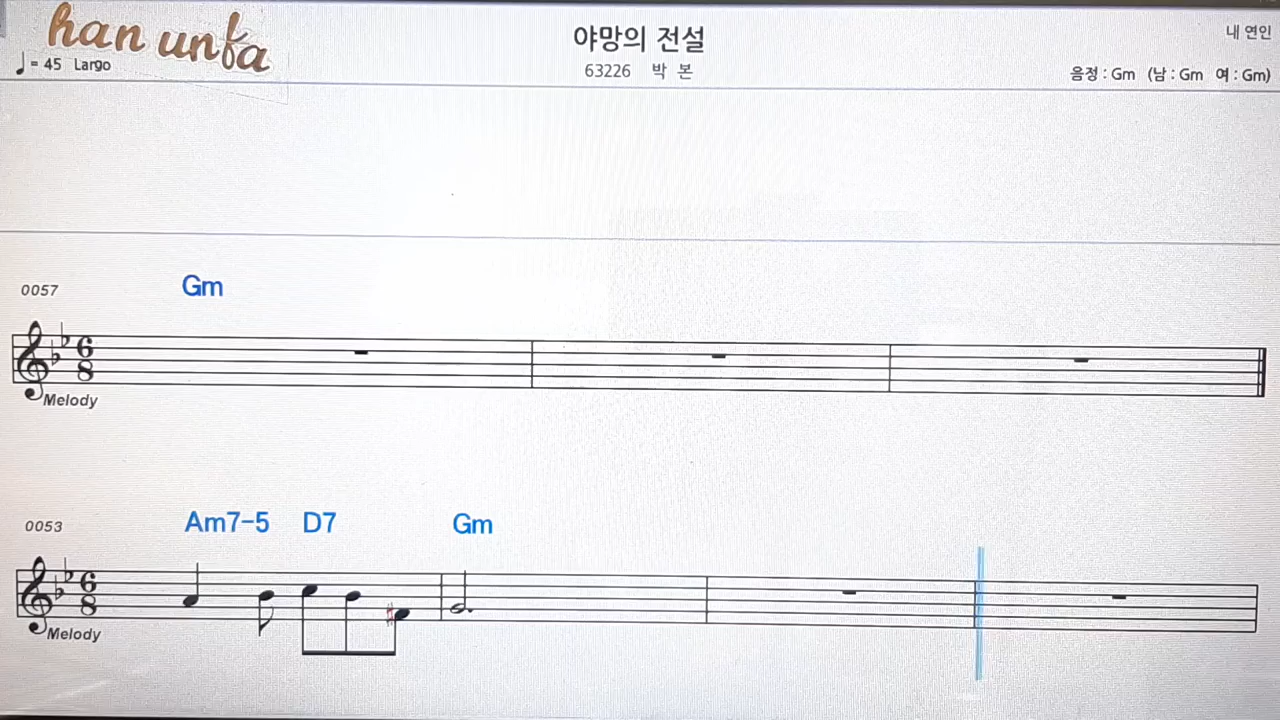 han unfa
야망의 전설
내 연인
♩= 45 Largo
63226 박 본
음정 : Gm (남 : Gm 여 : Gm)
0057
Gm
6
8
Melody
0053
Am7-5 D7 Gm
6
8
Melody